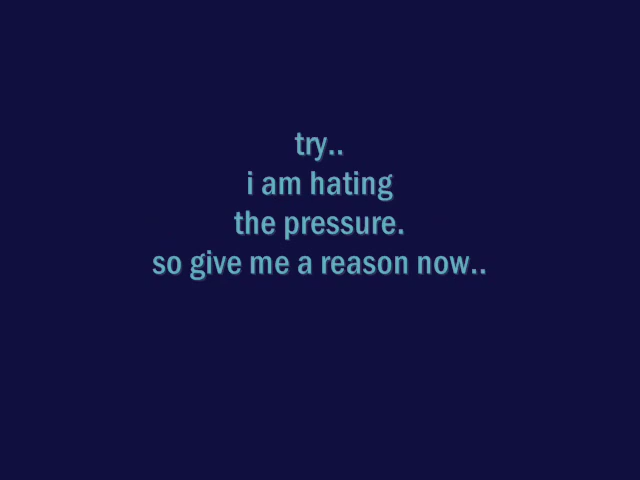 try..
i am hating
the pressure.
so give me a reason now..